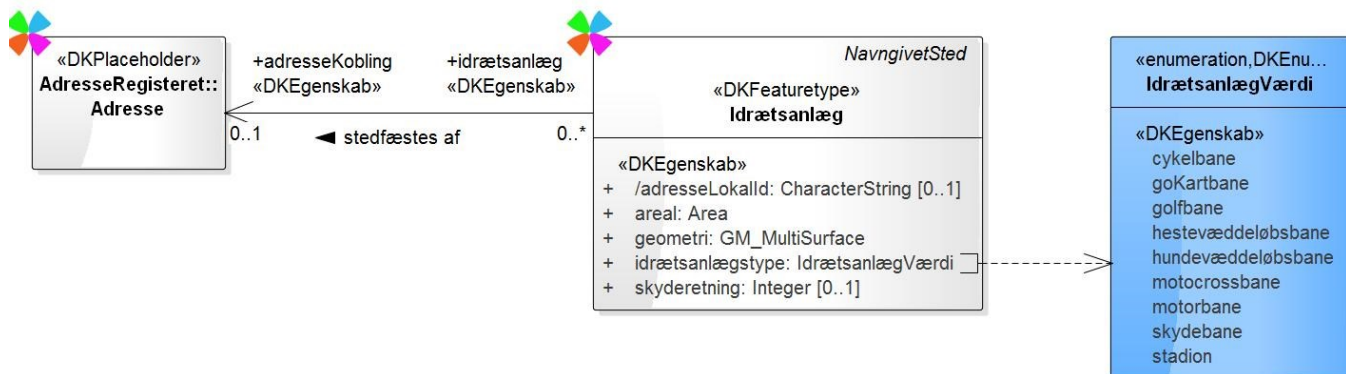 «DKPlaceholder»
AdresseRegisteret::
Adresse
+adresseKobling
«DKEgenskab»
+idrætsanlæg
«DKEgenskab»
0..1
◄ stedfæstes af
0..*
NavngivetSted
«DKFeaturetype»
Idrætsanlæg
«DKEgenskab»
+ /adresseLokalId: CharacterString [0..1]
+ areal: Area
+ geometri: GM_MultiSurface
+ idrætsanlægstype: IdrætsanlægVærdi
+ skyderetning: Integer [0..1]
«enumeration,DKEnu...
IdrætsanlægVærdi
«DKEgenskab»
cykelbane
goKartbane
golfbane
hestevæddeløbsbane
hundevæddeløbsbane
motocrossbane
motorbane
skydebane
stadion